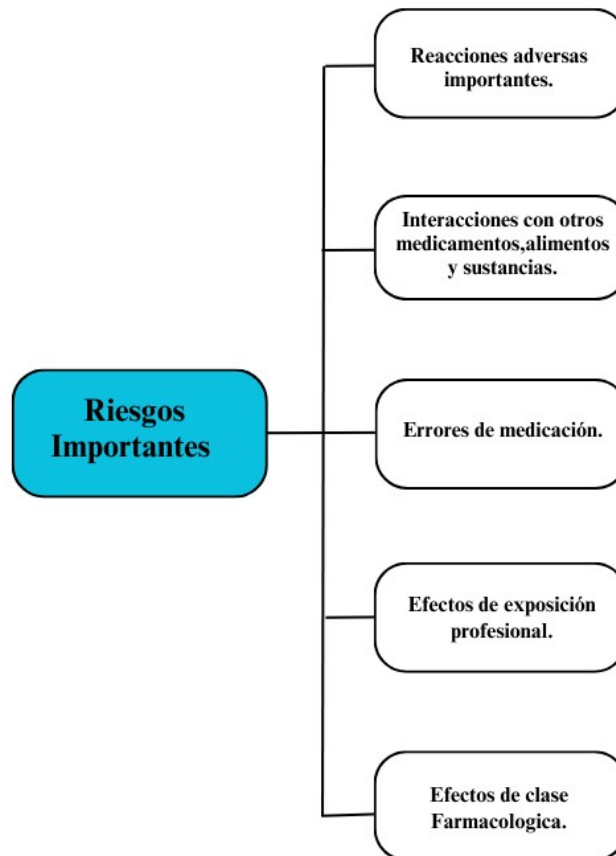 Reacciones adversas
importantes.
Interacciones con otros
medicamentos,alimentos
y sustancias.
Riesgos
Importantes
Errores de medicación.
Efectos de exposición
profesional.
Efectos de clase
Farmacologica.